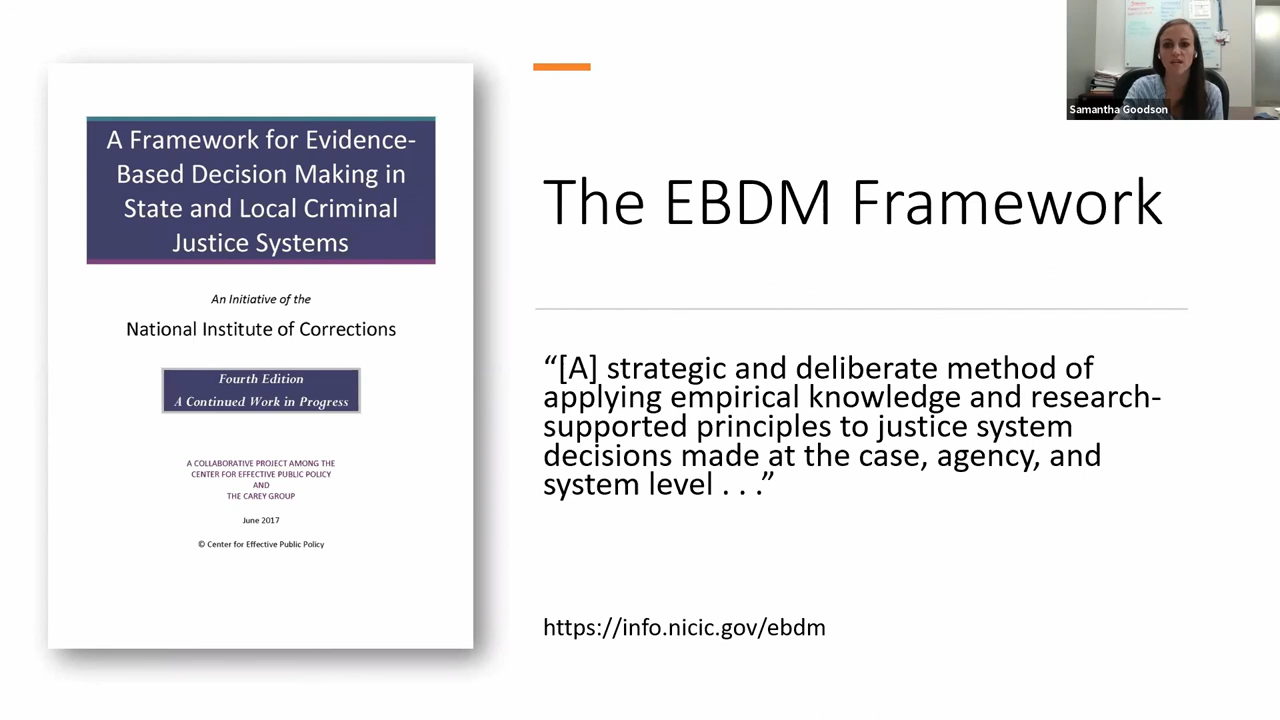 A Framework for Evidence-
Based Decision Making in
State and Local Criminal
Justice Systems
An Initiative of the
National Institute of Corrections
Fourth Edition
A Continued Work in Progress
A COLLABORATIVE PROJECT AMONG THE
CENTER FOR EFFECTIVE PUBLIC POLICY
AND
THE CAREY GROUP
June 2017
© Center for Effective Public Policy
The EBDM Framework
“[A] strategic and deliberate method of
applying empirical knowledge and research-
supported principles to justice system
decisions made at the case, agency, and
system level . . .”
https://info.nicic.gov/ebdm
Samantha Goodson